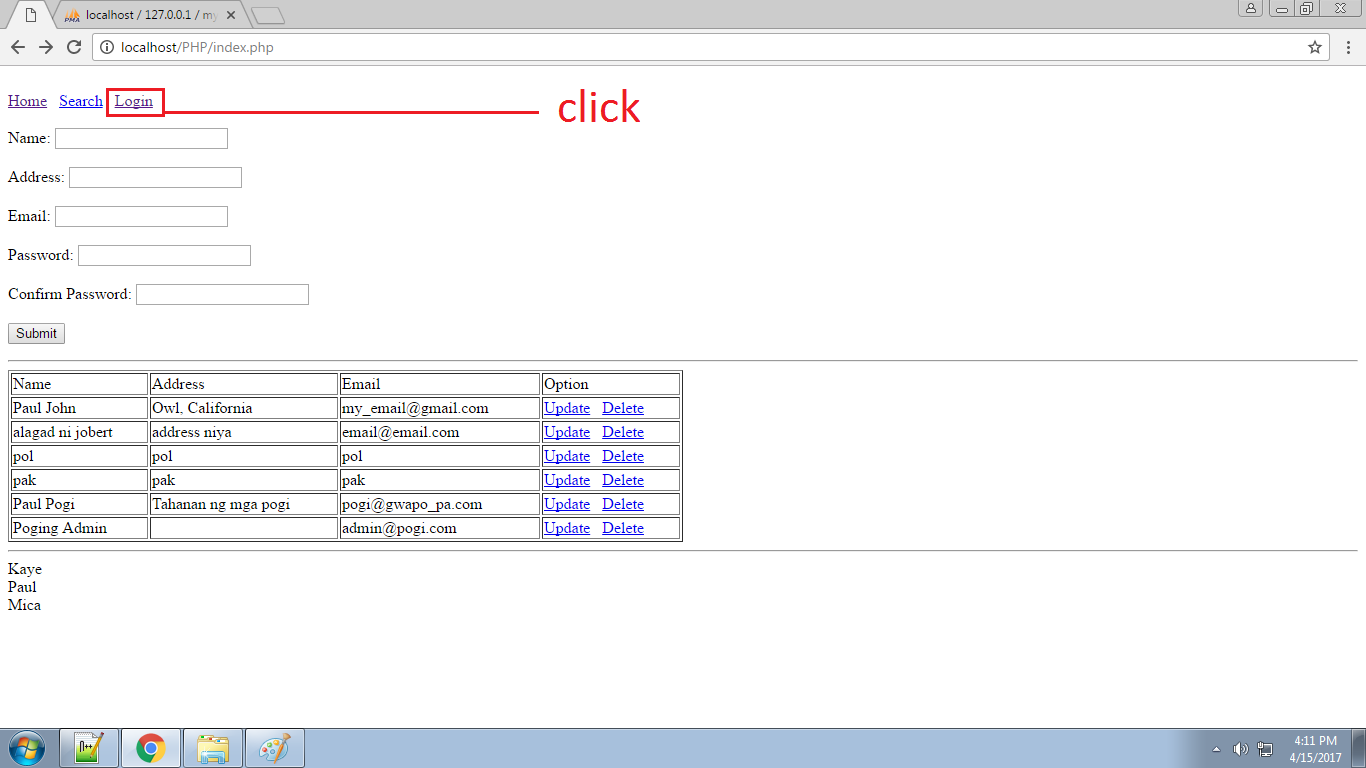 localhost / 127.0.0.1 / my
localhost/PHP/index.php
Home Search Login click
Name:
Address:
Email:
Password:
Confirm Password:
Submit
Name Address Email Option
Paul John Owl, California my_email@gmail.com Update Delete
alagad ni jobert address niya email@email.com Update Delete
pol pol pol Update Delete
pak pak pak Update Delete
Paul Pogi Tahanan ng mga pogi pogi@gwapo_pa.com Update Delete
Poging Admin admin@pogi.com Update Delete
Kaye
Paul
Mica
4:11 PM
4/15/2017